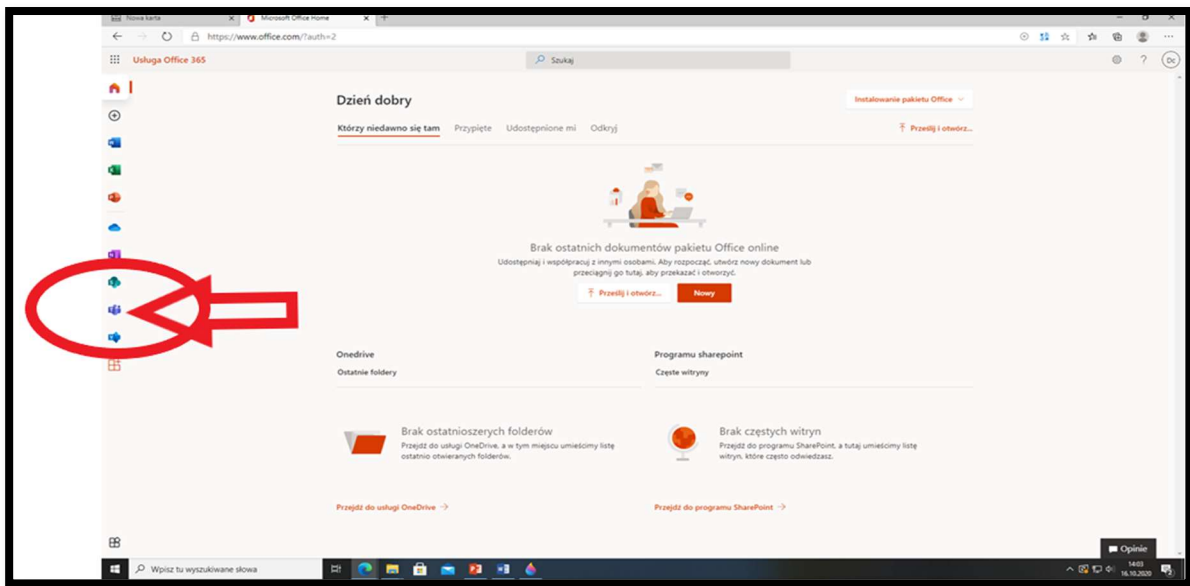 Nowa karta
Microsoft Office Home
https://www.office.com/?auth=2
Usługa Office 365
Szukaj
Dc
Dzień dobry
Instalowanie pakietu Office
Którzy niedawno się tam Przypięte Udostępnione mi Odkryj
Prześlij i otwórz...
Brak ostatnich dokumentów pakietu Office online
Udostępniaj i współpracuj z innymi osobami. Aby rozpocząć, utwórz nowy dokument lub
przeciągnij go tutaj, aby przekazać i otworzyć.
Prześlij i otwórz...
Nowy
Onedrive
Ostatnie foldery
Programu sharepoint
Częste witryny
Brak ostatnioszerych folderów
Przejdź do usługi OneDrive, a w tym miejscu umieścimy listę
ostatnio otwieranych folderów.
Brak częstych witryn
Przejdź do programu SharePoint, a tutaj umieścimy listę
witryn, które często odwiedzasz.
Przejdź do usługi OneDrive
Przejdź do programu SharePoint
Opinie
Wpisz tu wyszukiwane słowa
14:03
16.10.2020